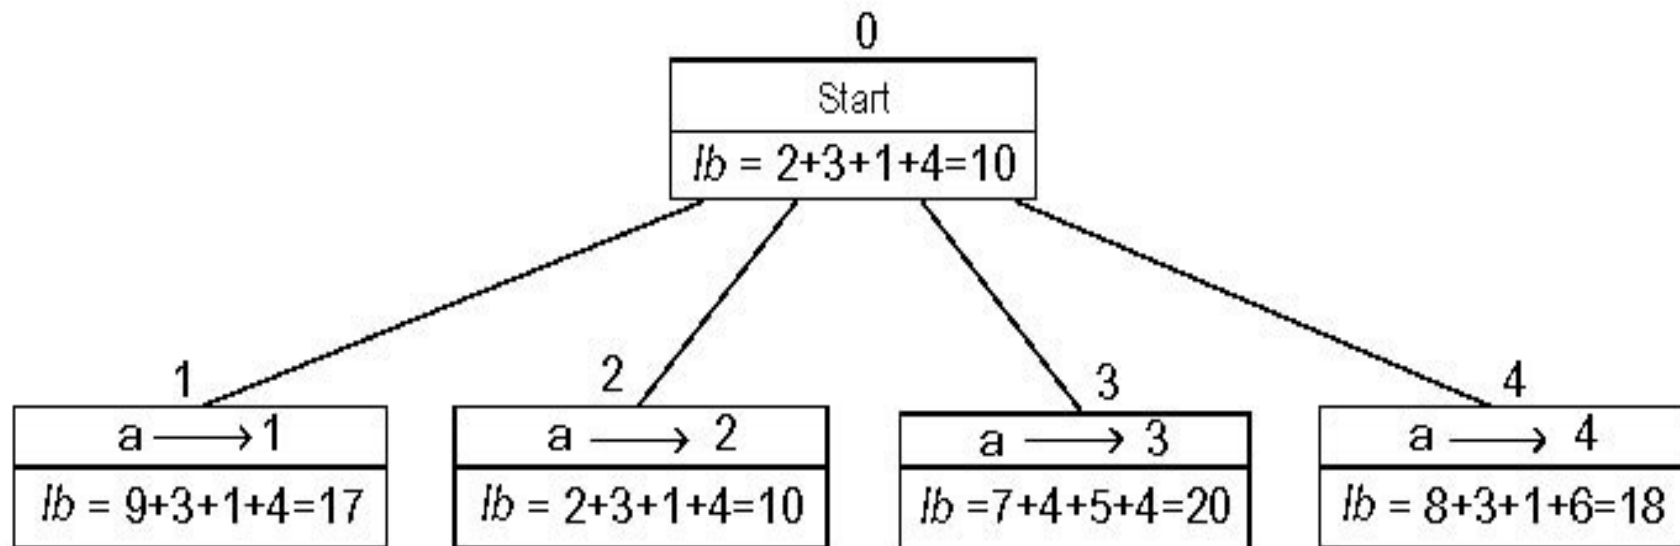 0
Start
lb = 2+3+1+4=10
1
2
3
4
a ⟶ 1
a ⟶ 2
a ⟶ 3
a ⟶ 4
lb = 9+3+1+4=17
lb = 2+3+1+4=10
lb =7+4+5+4=20
lb = 8+3+1+6=18